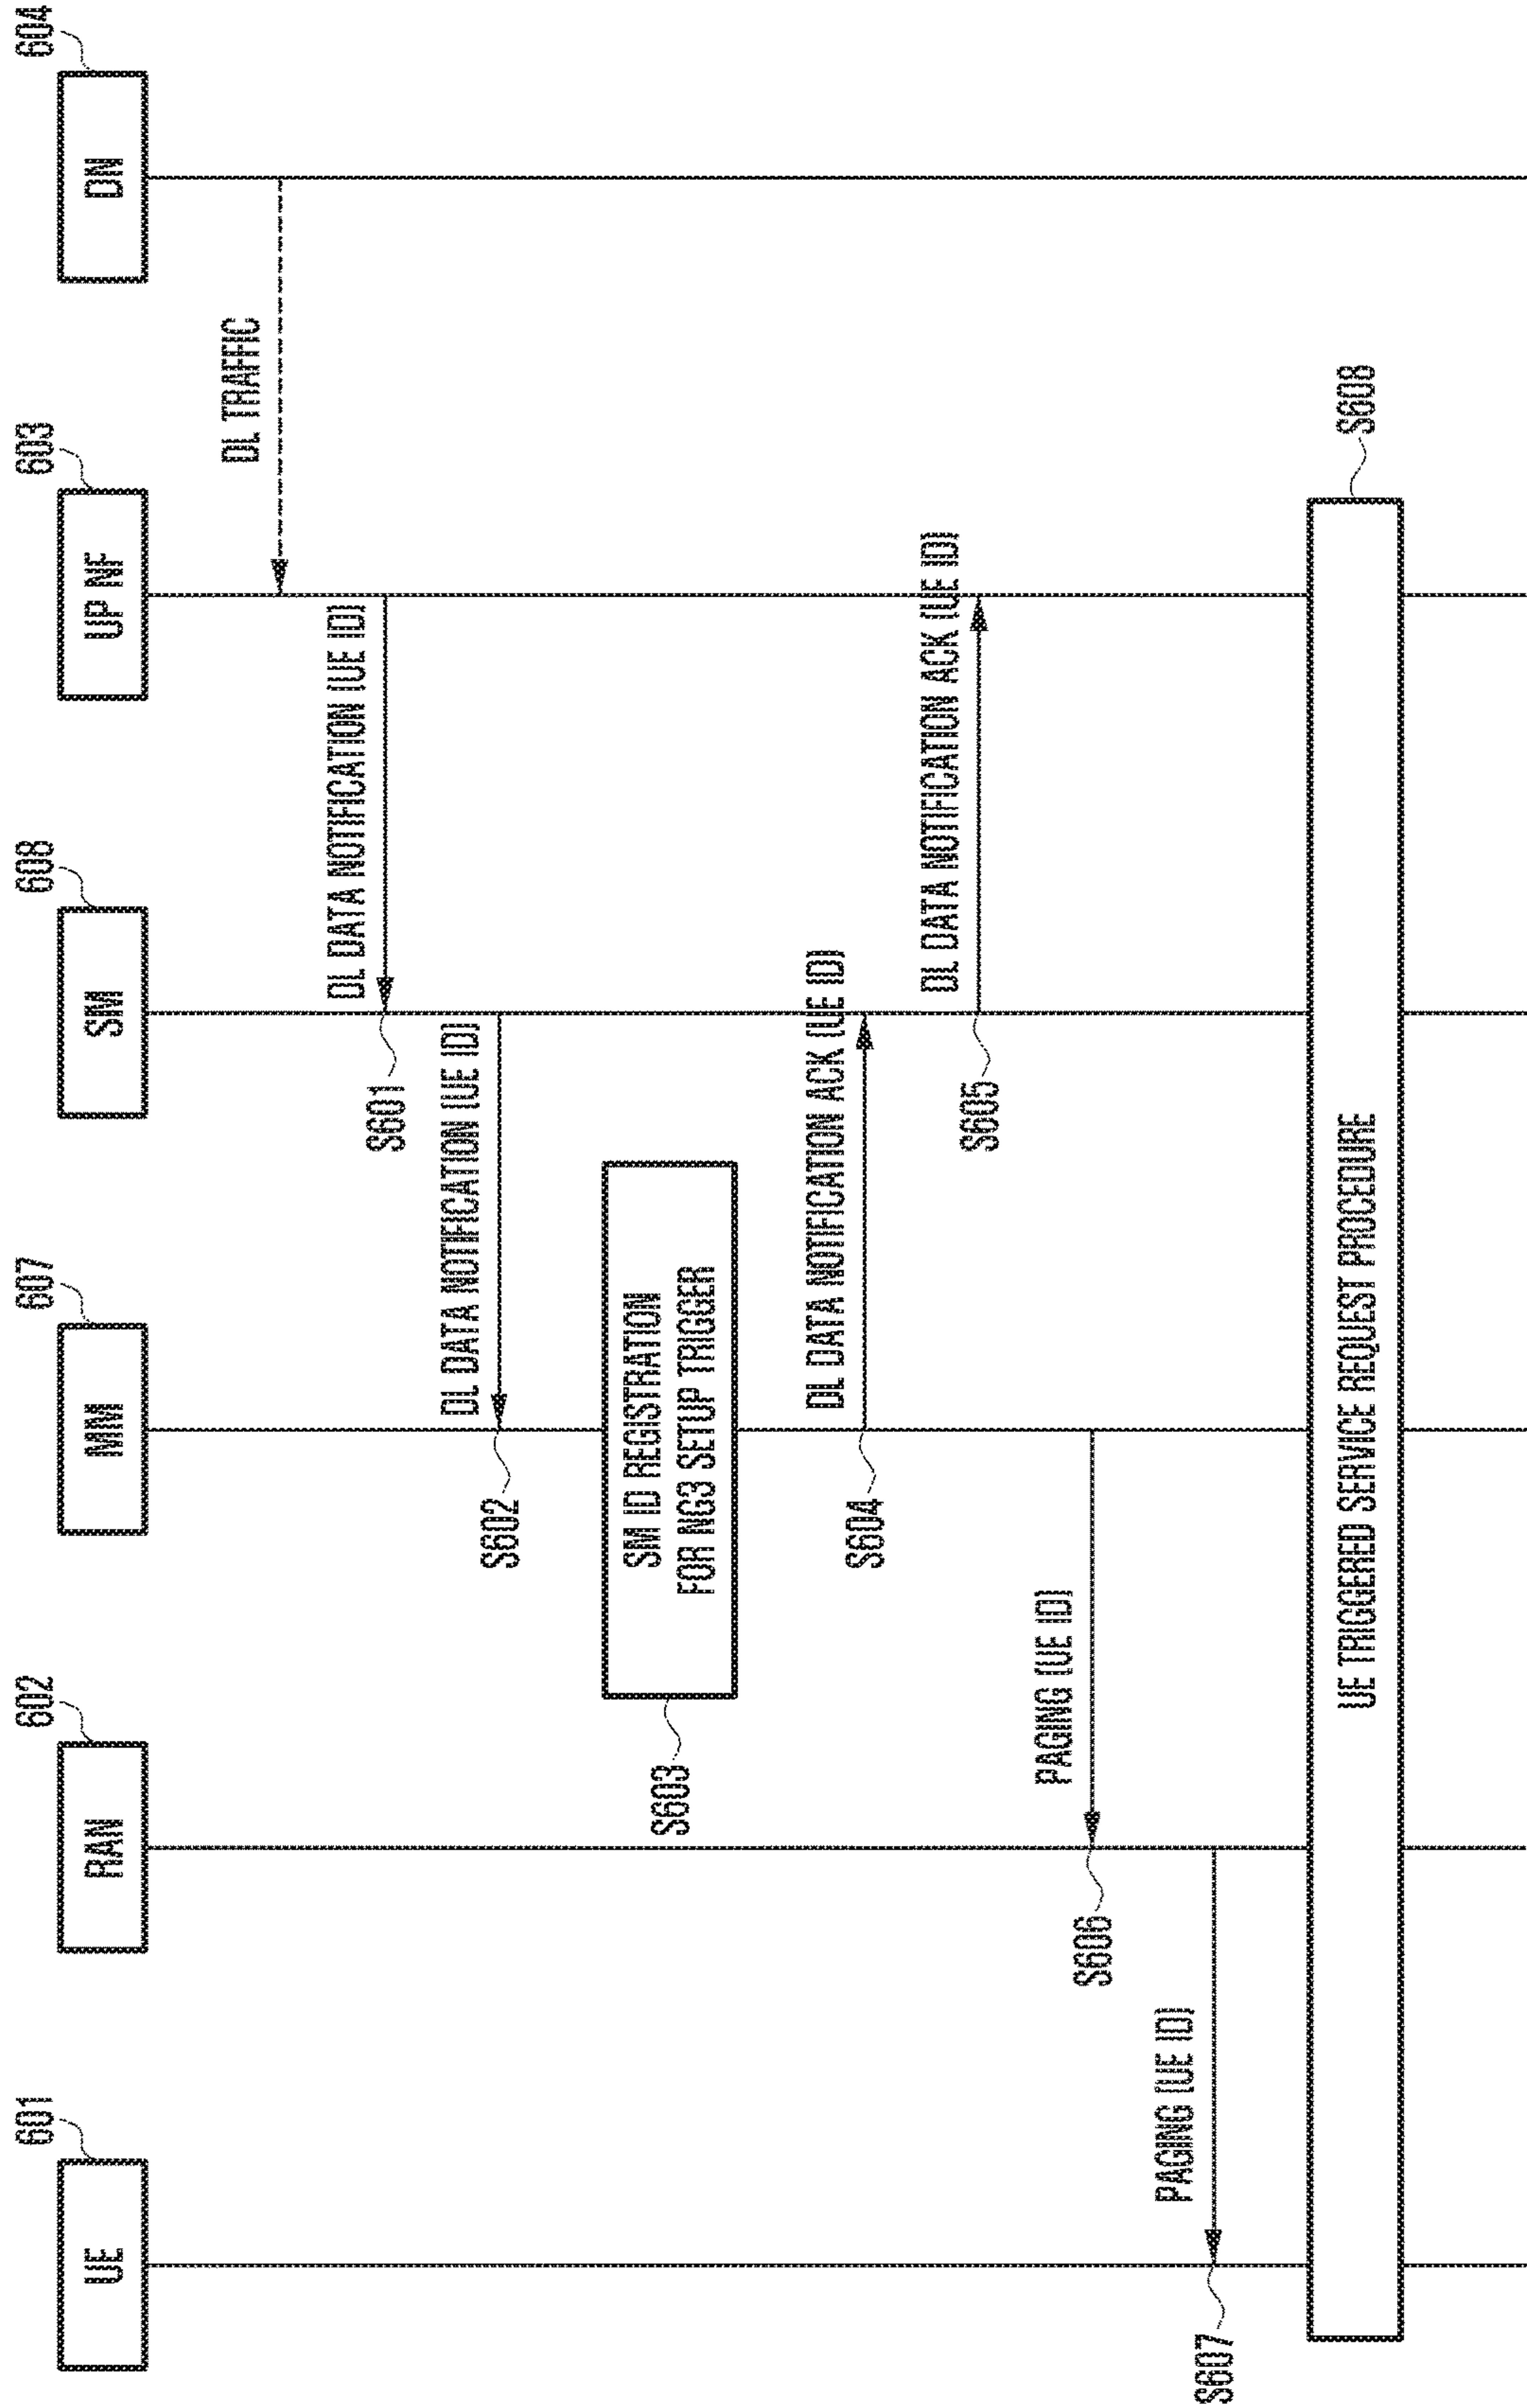 601
602
607
608
603
604
UE
RAN
MM
SM
UP NF
DN
DL TRAFFIC
DL DATA NOTIFICATION (UE ID)
S601
DL DATA NOTIFICATION (UE ID)
S602
SM ID REGISTRATION
FOR NG3 SETUP TRIGGER
S603
DL DATA NOTIFICATION ACK (UE ID)
S604
DL DATA NOTIFICATION ACK (UE ID)
S605
PAGING (UE ID)
S606
PAGING (UE ID)
S607
UE TRIGGERED SERVICE REQUEST PROCEDURE
S608